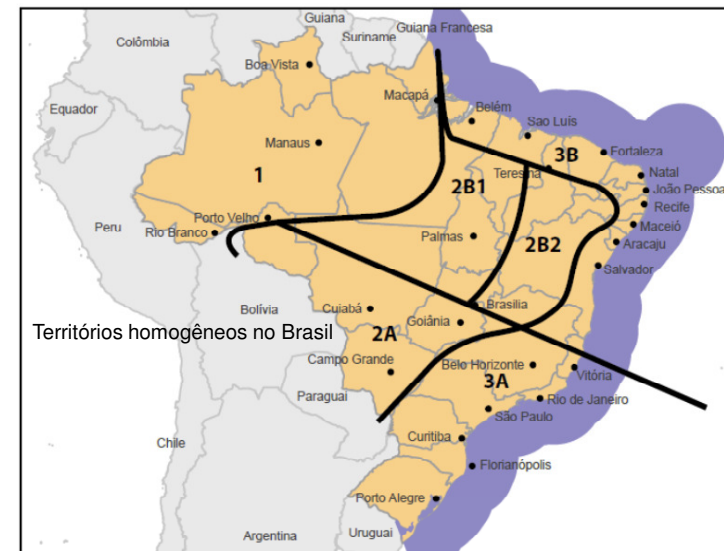 Guiana
Suriname
Guiana Francesa
Colômbia
Boa Vista
Equador
Macapá
Belém
Sao Luís
Manaus
3B
Fortaleza
Teresina
1
2B1
Natal
João Pessoa
Recife
Peru
Porto Velho
Rio Branco
Palmas
2B2
Maceió
Aracaju
Salvador
Bolívia
Cuiabá
Brasilia
Goiânia
Territórios homogêneos no Brasil
2A
Campo Grande
Belo Horizonte
3A
Vitória
Paraguai
Rio de Janeiro
São Paulo
Chile
Curitiba
Florianópolis
Porto Alegre
Argentina
Uruguai